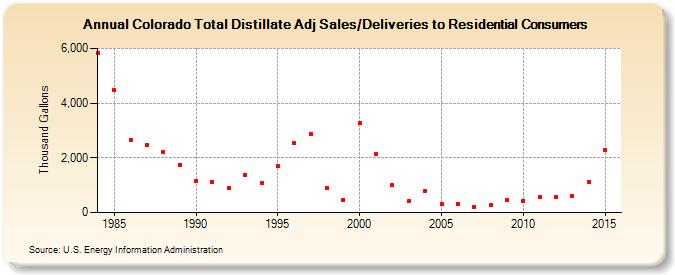 Annual Colorado Total Distillate Adj Sales/Deliveries to Residential Consumers
Thousand Gallons
6,000
4,000
2,000
0
1985 1990 1995 2000 2005 2010 2015
Source: U.S. Energy Information Administration